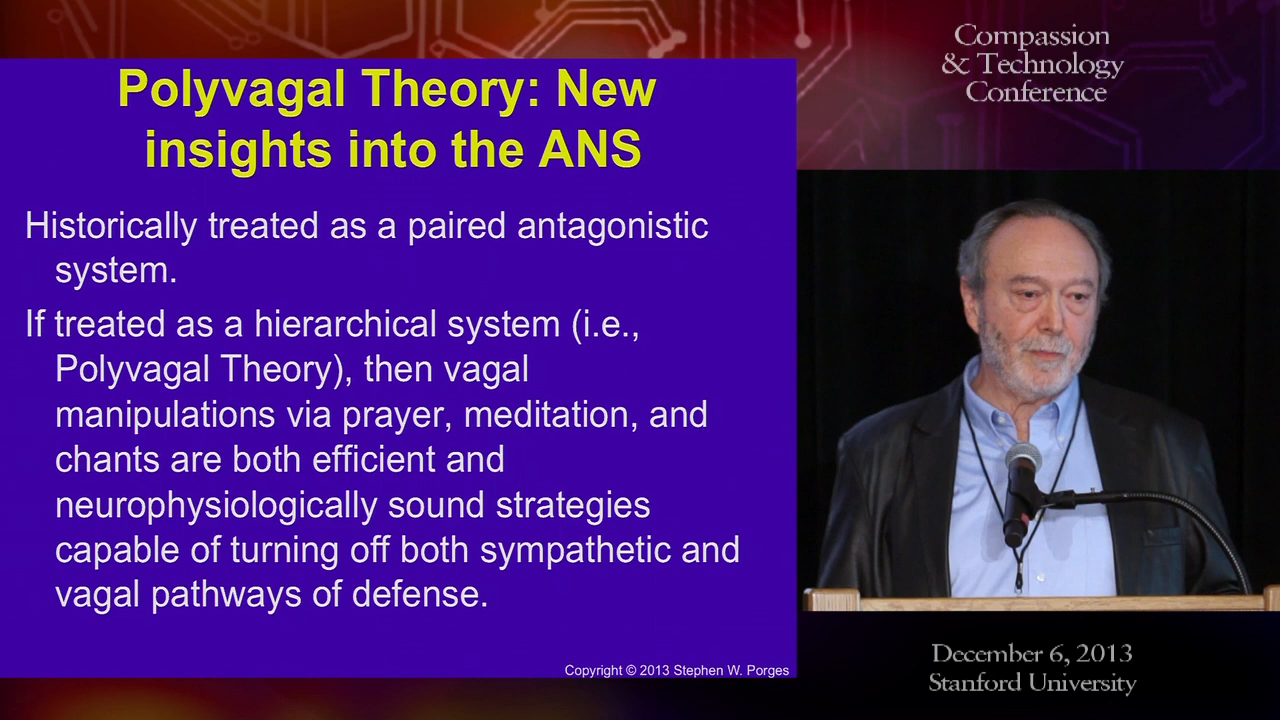 Polyvagal Theory: New
insights into the ANS
Historically treated as a paired antagonistic
system.
If treated as a hierarchical system (i.e.,
Polyvagal Theory), then vagal
manipulations via prayer, meditation, and
chants are both efficient and
neurophysiologically sound strategies
capable of turning off both sympathetic and
vagal pathways of defense.
Copyright © 2013 Stephen W. Porges
Compassion
& Technology
Conference
December 6, 2013
Stanford University